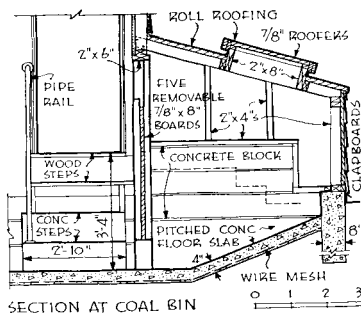 ROLL ROOFING
7/8" ROOFERS
2" x 6"
2" x 8"
PIPE
RAIL
FIVE
REMOVABLE
7/8" x 8"
BOARDS
2" x 4"s
CLAPBOARDS
WOOD
STEPS
CONCRETE BLOCK
CONC
STEPS
3'-4"
PITCHED CONC
FLOOR SLAB
2'-10"
4"
8"
WIRE MESH
SECTION AT COAL BIN
0 1 2 3